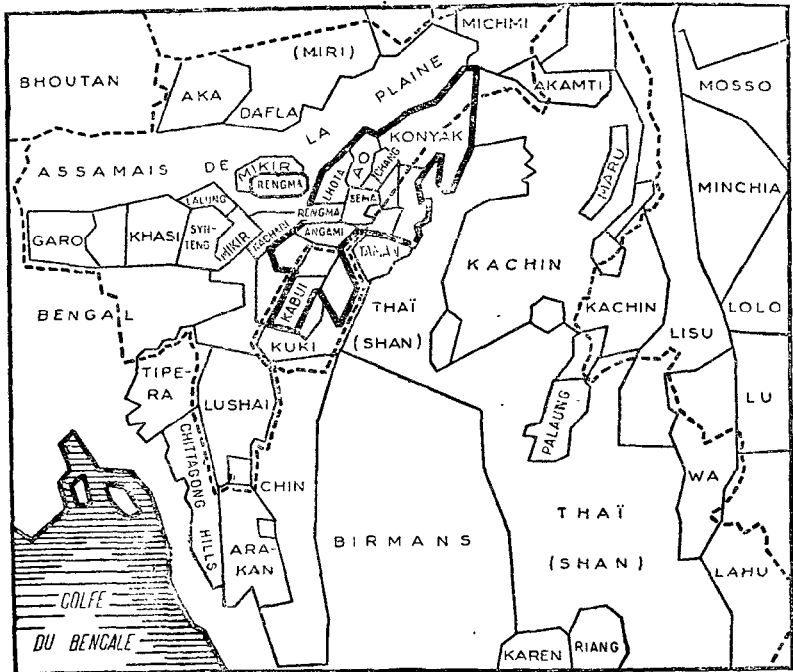 MICHMI
(MIRI)
BHOUTAN
AKA
DAFLA
PLAINE
AKAMTI
MOSSO
LA
KONYAK
ASSAMAIS DE
MIKIR
RENGMA
LHOTA
AO
CHANG
SEMA
MARU
MINCHIA
LALUNG
RENGMA
ANGAMI
KACHARI
GARO
KHASI
SYN-
TENG
MIKIR
KACHIN
KABUI
THAÏ
(SHAN)
KACHIN
LOLO
BENGAL
KUKI
LISU
TIPE-
RA
LUSHAI
PALAUNG
LU
CHITTAGONG HILLS
CHIN
WA
ARA-
KAN
BIRMANS
THAÏ
(SHAN)
LAHU
GOLFE
DU BENGALE
KAREN
RIANG